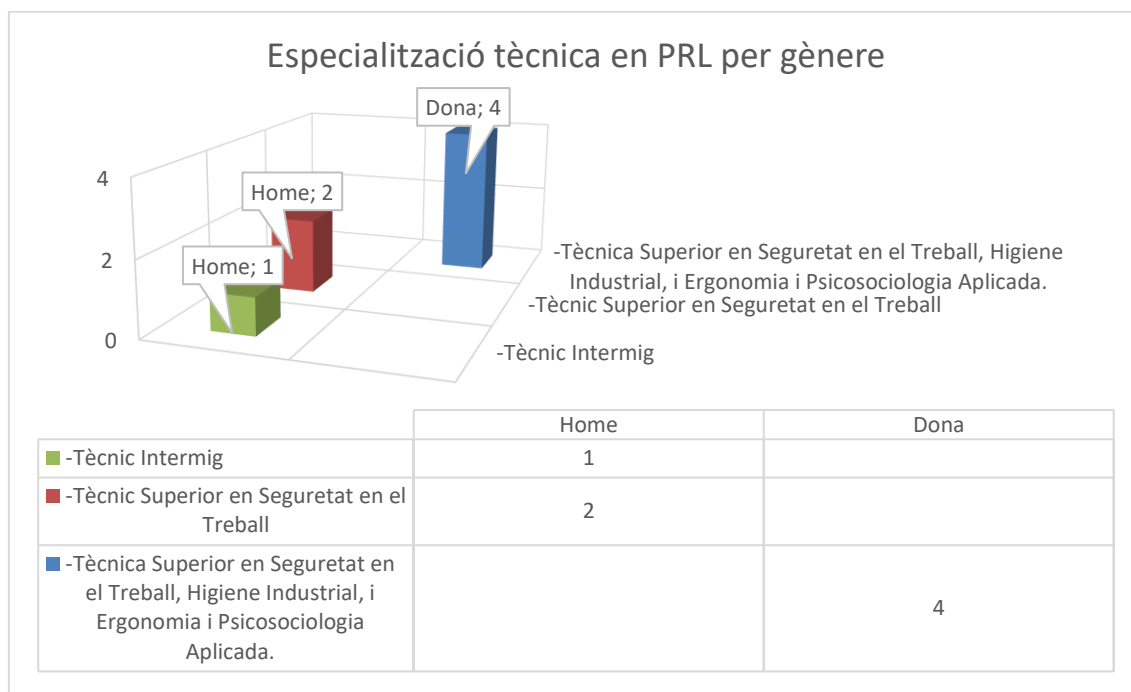 Especialització tècnica en PRL per gènere
Dona; 4
Home; 2
Home; 1
4
2
0
-Tècnica Superior en Seguretat en el Treball, Higiene
Industrial, i Ergonomia i Psicosociologia Aplicada.
-Tècnic Superior en Seguretat en el Treball
-Tècnic Intermig
Home Dona
-Tècnic Intermig 1
-Tècnic Superior en Seguretat en el
Treball
2
-Tècnica Superior en Seguretat en
el Treball, Higiene Industrial, i
Ergonomia i Psicosociologia
Aplicada.
4